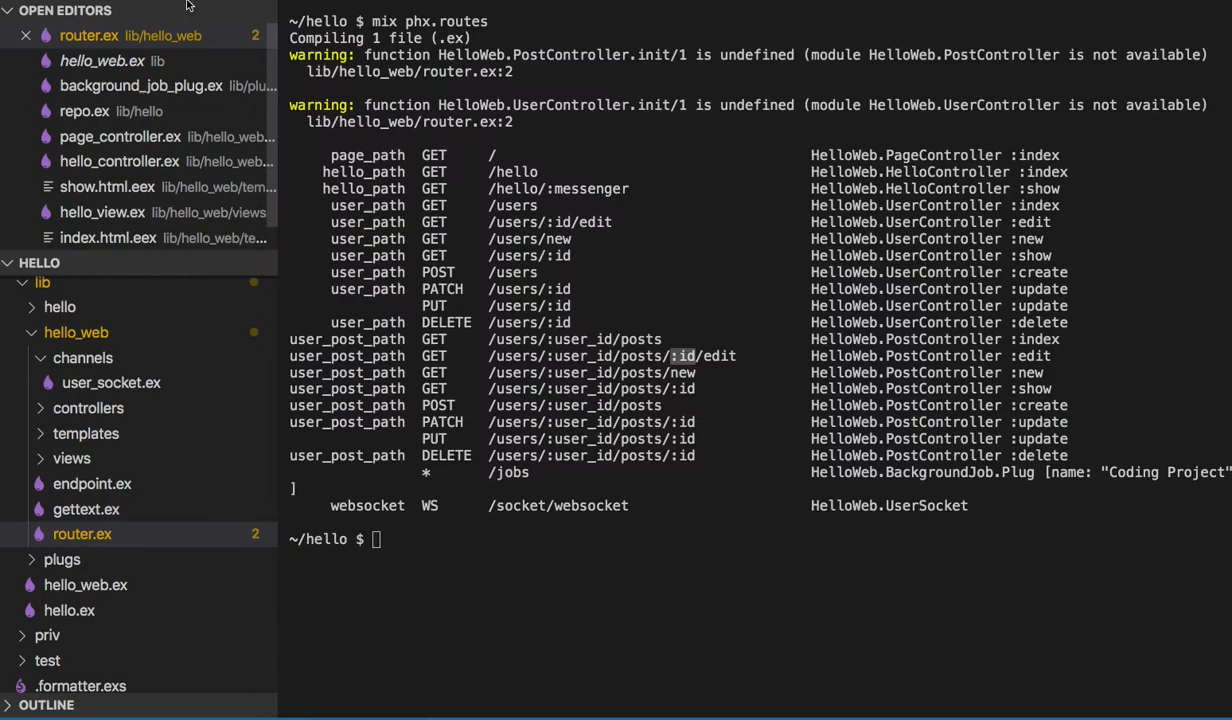 OPEN EDITORS
router.ex lib/hello_web 2
hello_web.ex lib
background_job_plug.ex lib/plu...
repo.ex lib/hello
page_controller.ex lib/hello_web...
hello_controller.ex lib/hello_web...
show.html.eex lib/hello_web/tem...
hello_view.ex lib/hello_web/views
index.html.eex lib/hello_web/te...
HELLO
lib
hello
hello_web
channels
user_socket.ex
controllers
templates
views
endpoint.ex
gettext.ex
router.ex 2
plugs
hello_web.ex
hello.ex
priv
test
.formatter.exs
OUTLINE
~/hello $ mix phx.routes
Compiling 1 file (.ex)
warning: function HelloWeb.PostController.init/1 is undefined (module HelloWeb.PostController is not available)
lib/hello_web/router.ex:2
warning: function HelloWeb.UserController.init/1 is undefined (module HelloWeb.UserController is not available)
lib/hello_web/router.ex:2
page_path GET / HelloWeb.PageController :index
hello_path GET /hello HelloWeb.HelloController :index
hello_path GET /hello/:messenger HelloWeb.HelloController :show
user_path GET /users HelloWeb.UserController :index
user_path GET /users/:id/edit HelloWeb.UserController :edit
user_path GET /users/new HelloWeb.UserController :new
user_path GET /users/:id HelloWeb.UserController :show
user_path POST /users HelloWeb.UserController :create
user_path PATCH /users/:id HelloWeb.UserController :update
PUT /users/:id HelloWeb.UserController :update
user_path DELETE /users/:id HelloWeb.UserController :delete
user_post_path GET /users/:user_id/posts HelloWeb.PostController :index
user_post_path GET /users/:user_id/posts/:id/edit HelloWeb.PostController :edit
user_post_path GET /users/:user_id/posts/new HelloWeb.PostController :new
user_post_path GET /users/:user_id/posts/:id HelloWeb.PostController :show
user_post_path POST /users/:user_id/posts HelloWeb.PostController :create
user_post_path PATCH /users/:user_id/posts/:id HelloWeb.PostController :update
PUT /users/:user_id/posts/:id HelloWeb.PostController :update
user_post_path DELETE /users/:user_id/posts/:id HelloWeb.PostController :delete
* /jobs HelloWeb.BackgroundJob.Plug [name: "Coding Project"
]
websocket WS /socket/websocket HelloWeb.UserSocket
~/hello $